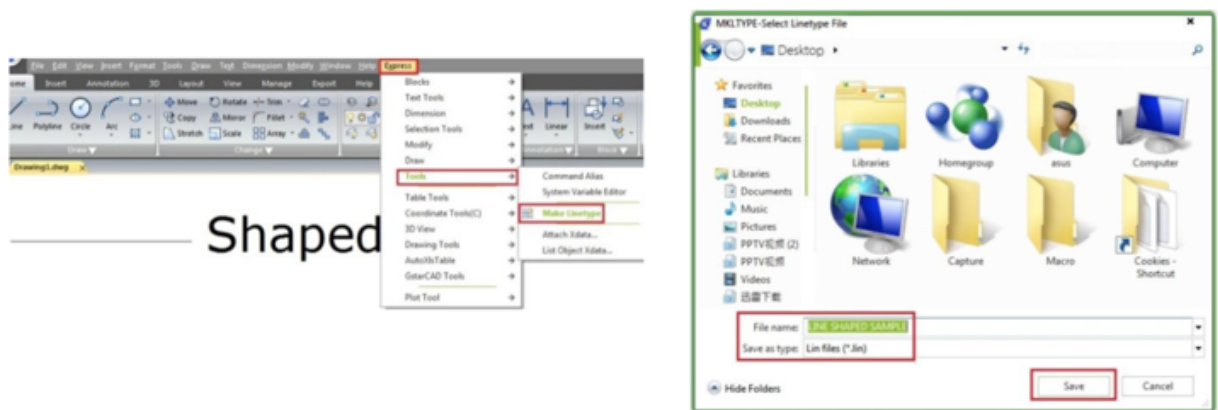 File Edit View Insert Format Tools Draw Text Dimension Modify Window Help Express
ome Insert Annotation 3D Layout View Manage Export Help
Line Polyline Circle Arc
Move Rotate Trim
Copy Mirror Fillet
Stretch Scale Array
Linear Insert
Draw Change Annotation Block
Drawing1.dwg
Blocks
Text Tools
Dimension
Selection Tools
Modify
Draw
Tools
Table Tools
Coordinate Tools(C)
3D View
Drawing Tools
AutoXlsTable
GstarCAD Tools
Plot Tool
Command Alias
System Variable Editor
Make Linetype
Attach Xdata...
List Object Xdata...
Shaped
MKLTYPE-Select Linetype File
Desktop
Favorites
Desktop
Downloads
Recent Places
Libraries
Documents
Music
Pictures
PPTV视频 (2)
PPTV视频
Videos
迅雷下载
Libraries
Homegroup
asus
Computer
Network
Capture
Macro
Cookies -
Shortcut
File name: LINE SHAPED SAMPLE
Save as type: Lin files (*.lin)
Hide Folders
Save
Cancel